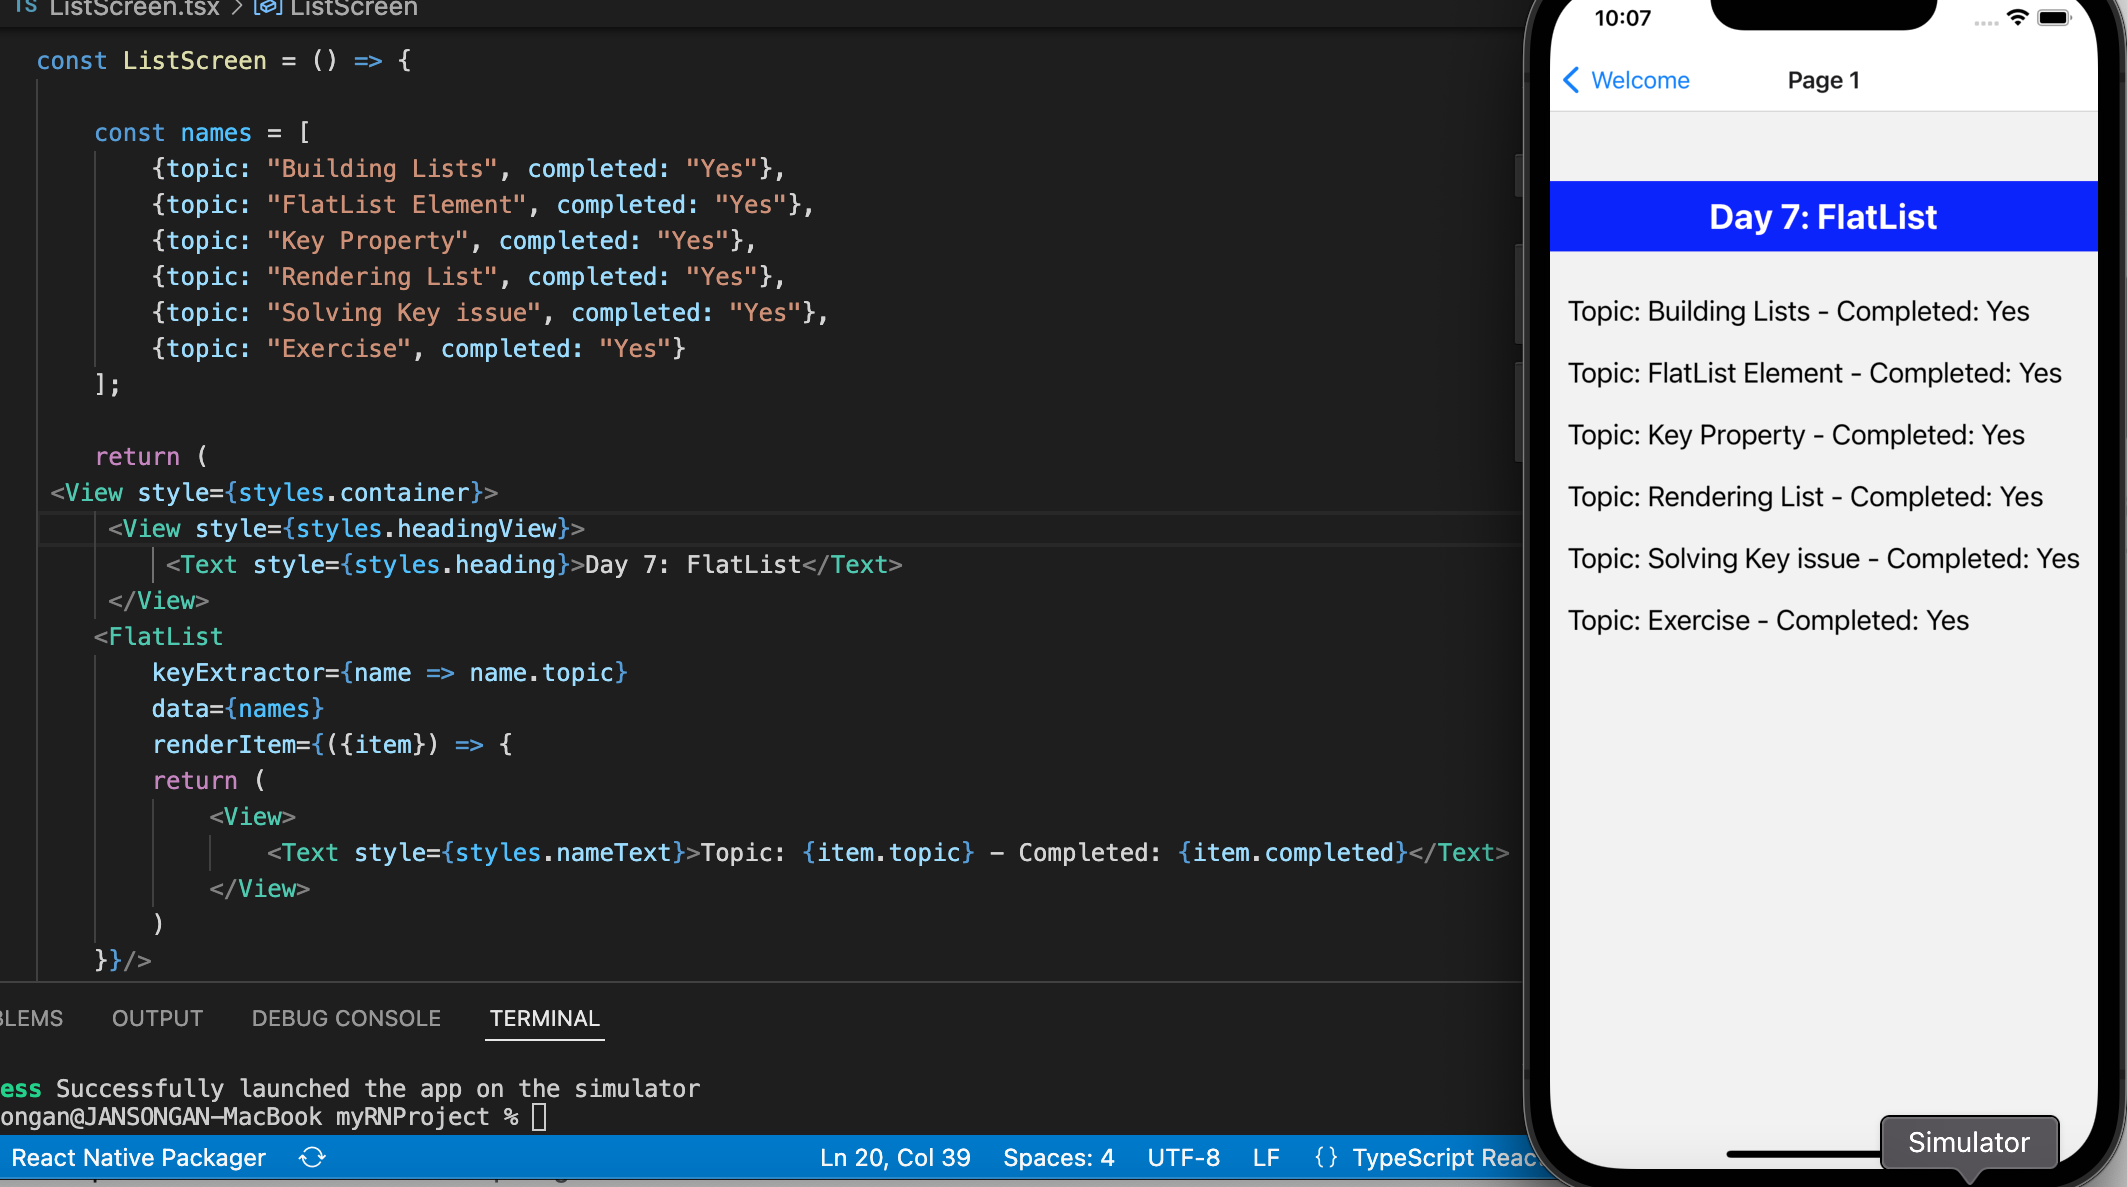 TS ListScreen.tsx > ListScreen
const ListScreen = () => {
const names = [
{topic: "Building Lists", completed: "Yes"},
{topic: "FlatList Element", completed: "Yes"},
{topic: "Key Property", completed: "Yes"},
{topic: "Rendering List", completed: "Yes"},
{topic: "Solving Key issue", completed: "Yes"},
{topic: "Exercise", completed: "Yes"}
];
return (
<View style={styles.container}>
<View style={styles.headingView}>
<Text style={styles.heading}>Day 7: FlatList</Text>
</View>
<FlatList
keyExtractor={name => name.topic}
data={names}
renderItem={({item}) => {
return (
<View>
<Text style={styles.nameText}>Topic: {item.topic} - Completed: {item.completed}</Text>
</View>
)
}}/>
BLEMS OUTPUT DEBUG CONSOLE TERMINAL
ess Successfully launched the app on the simulator
ongan@JANSONGAN-MacBook myRNProject %
React Native Packager Ln 20, Col 39 Spaces: 4 UTF-8 LF {} TypeScript Reac
10:07
Welcome Page 1
Day 7: FlatList
Topic: Building Lists - Completed: Yes
Topic: FlatList Element - Completed: Yes
Topic: Key Property - Completed: Yes
Topic: Rendering List - Completed: Yes
Topic: Solving Key issue - Completed: Yes
Topic: Exercise - Completed: Yes
Simulator